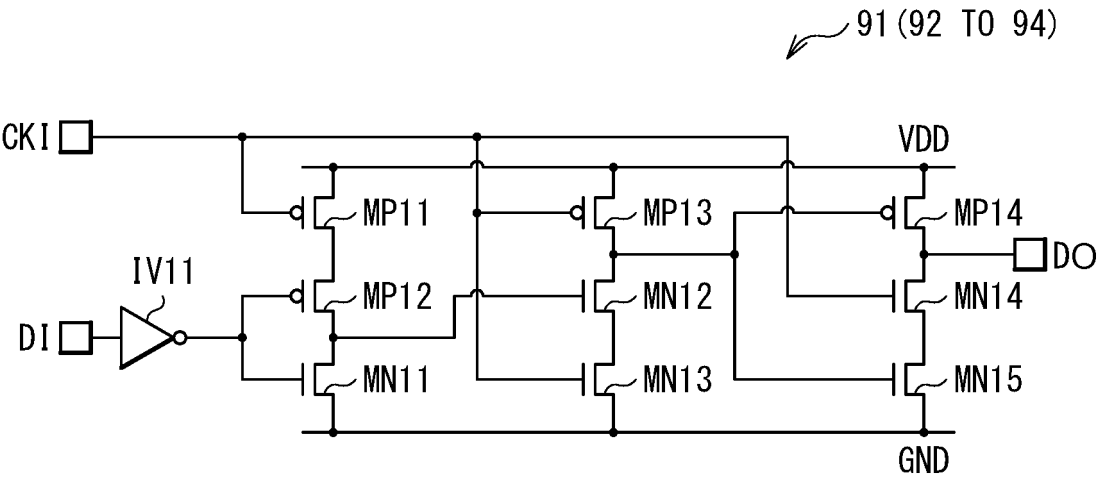 91 (92 TO 94)
CKI
VDD
MP11
MP13
MP14
DO
IV11
MP12
MN12
MN14
DI
MN11
MN13
MN15
GND